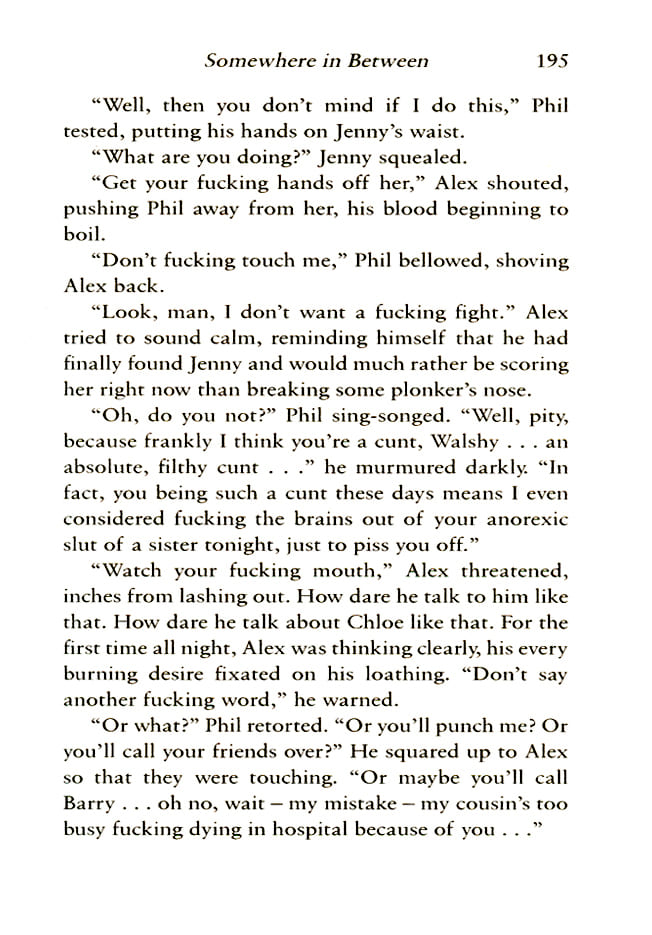 Somewhere in Between 195
“Well, then you don’t mind if I do this,” Phil
tested, putting his hands on Jenny’s waist.
“What are you doing?” Jenny squealed.
“Get your fucking hands off her,” Alex shouted,
pushing Phil away from her, his blood beginning to
boil.
“Don’t fucking touch me,” Phil bellowed, shoving
Alex back.
“Look, man, I don’t want a fucking fight.” Alex
tried to sound calm, reminding himself that he had
finally found Jenny and would much rather be scoring
her right now than breaking some plonker’s nose.
“Oh, do you not?” Phil sing-songed. “Well, pity,
because frankly I think you’re a cunt, Walshy . . . an
absolute, filthy cunt . . .” he murmured darkly. “In
fact, you being such a cunt these days means I even
considered fucking the brains out of your anorexic
slut of a sister tonight, just to piss you off.”
“Watch your fucking mouth,” Alex threatened,
inches from lashing out. How dare he talk to him like
that. How dare he talk about Chloe like that. For the
first time all night, Alex was thinking clearly, his every
burning desire fixated on his loathing. “Don’t say
another fucking word,” he warned.
“Or what?” Phil retorted. “Or you’ll punch me? Or
you’ll call your friends over?” He squared up to Alex
so that they were touching. “Or maybe you’ll call
Barry . . . oh no, wait – my mistake – my cousin’s too
busy fucking dying in hospital because of you . . .”